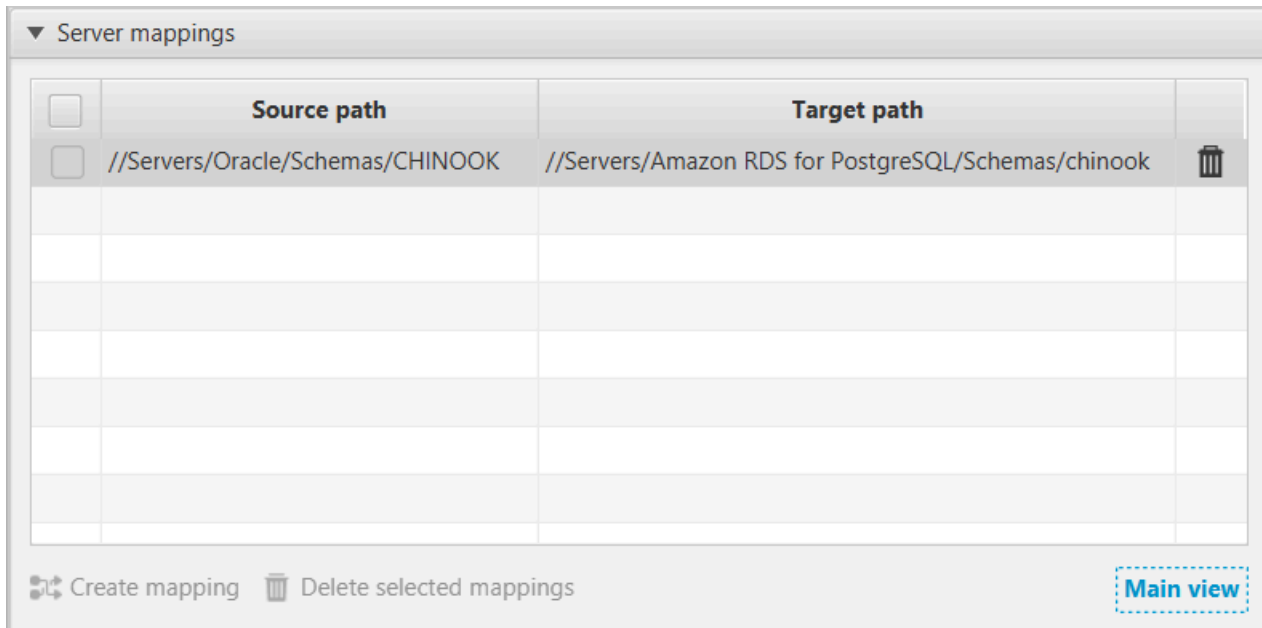 Server mappings
Source path Target path
//Servers/Oracle/Schemas/CHINOOK //Servers/Amazon RDS for PostgreSQL/Schemas/chinook
Create mapping Delete selected mappings Main view